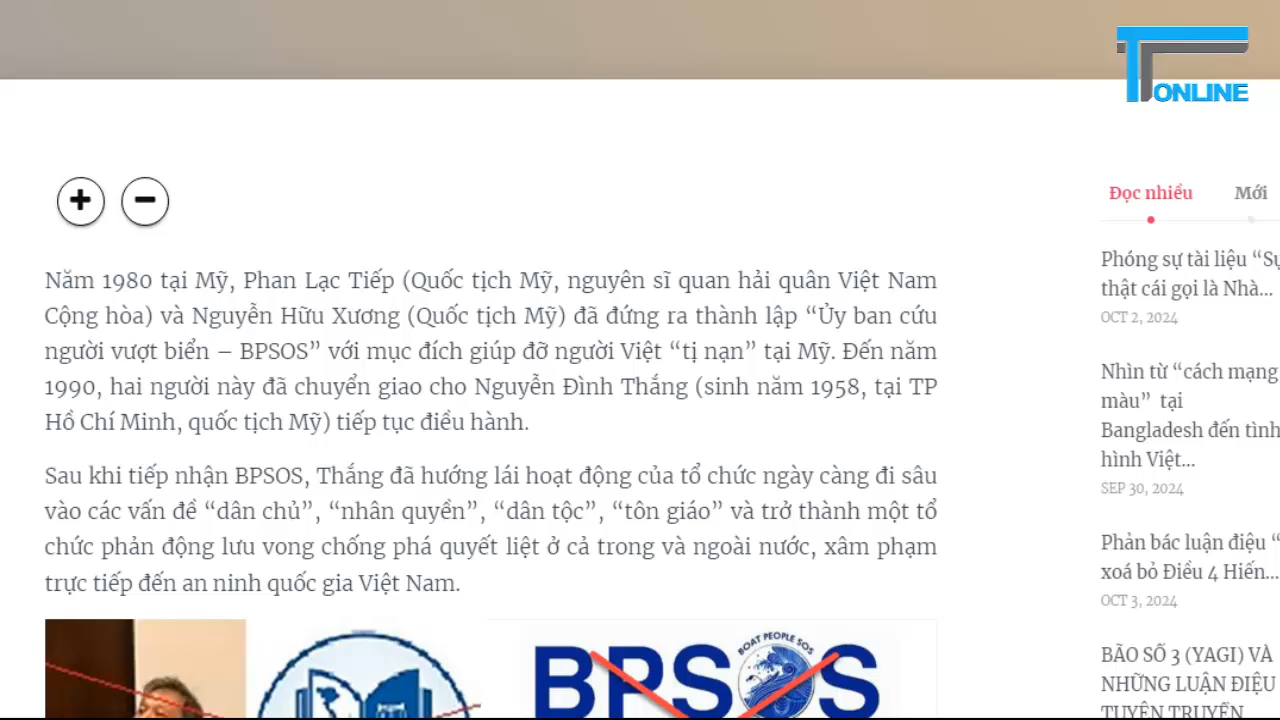 ONLINE
Đọc nhiều
Mới
Năm 1980 tại Mỹ, Phan Lạc Tiếp (Quốc tịch Mỹ, nguyên sĩ quan hải quân Việt Nam
Cộng hòa) và Nguyễn Hữu Xương (Quốc tịch Mỹ) đã đứng ra thành lập “Ủy ban cứu
người vượt biển – BPSOS” với mục đích giúp đỡ người Việt “tị nạn” tại Mỹ. Đến năm
1990, hai người này đã chuyển giao cho Nguyễn Đình Thắng (sinh năm 1958, tại TP
Hồ Chí Minh, quốc tịch Mỹ) tiếp tục điều hành.
Sau khi tiếp nhận BPSOS, Thắng đã hướng lái hoạt động của tổ chức ngày càng đi sâu
vào các vấn đề “dân chủ”, “nhân quyền”, “dân tộc”, “tôn giáo” và trở thành một tổ
chức phản động lưu vong chống phá quyết liệt ở cả trong và ngoài nước, xâm phạm
trực tiếp đến an ninh quốc gia Việt Nam.
BPSOS
BOAT PEOPLE SOS
Phóng sự tài liệu “Sự
thật cái gọi là Nhà...
OCT 2, 2024
Nhìn từ “cách mạng
màu” tại
Bangladesh đến tình
hình Việt...
SEP 30, 2024
Phản bác luận điệu “
xoá bỏ Điều 4 Hiến...
OCT 3, 2024
BÃO SỐ 3 (YAGI) VÀ
NHỮNG LUẬN ĐIỆU
TUYÊN TRUYỀN